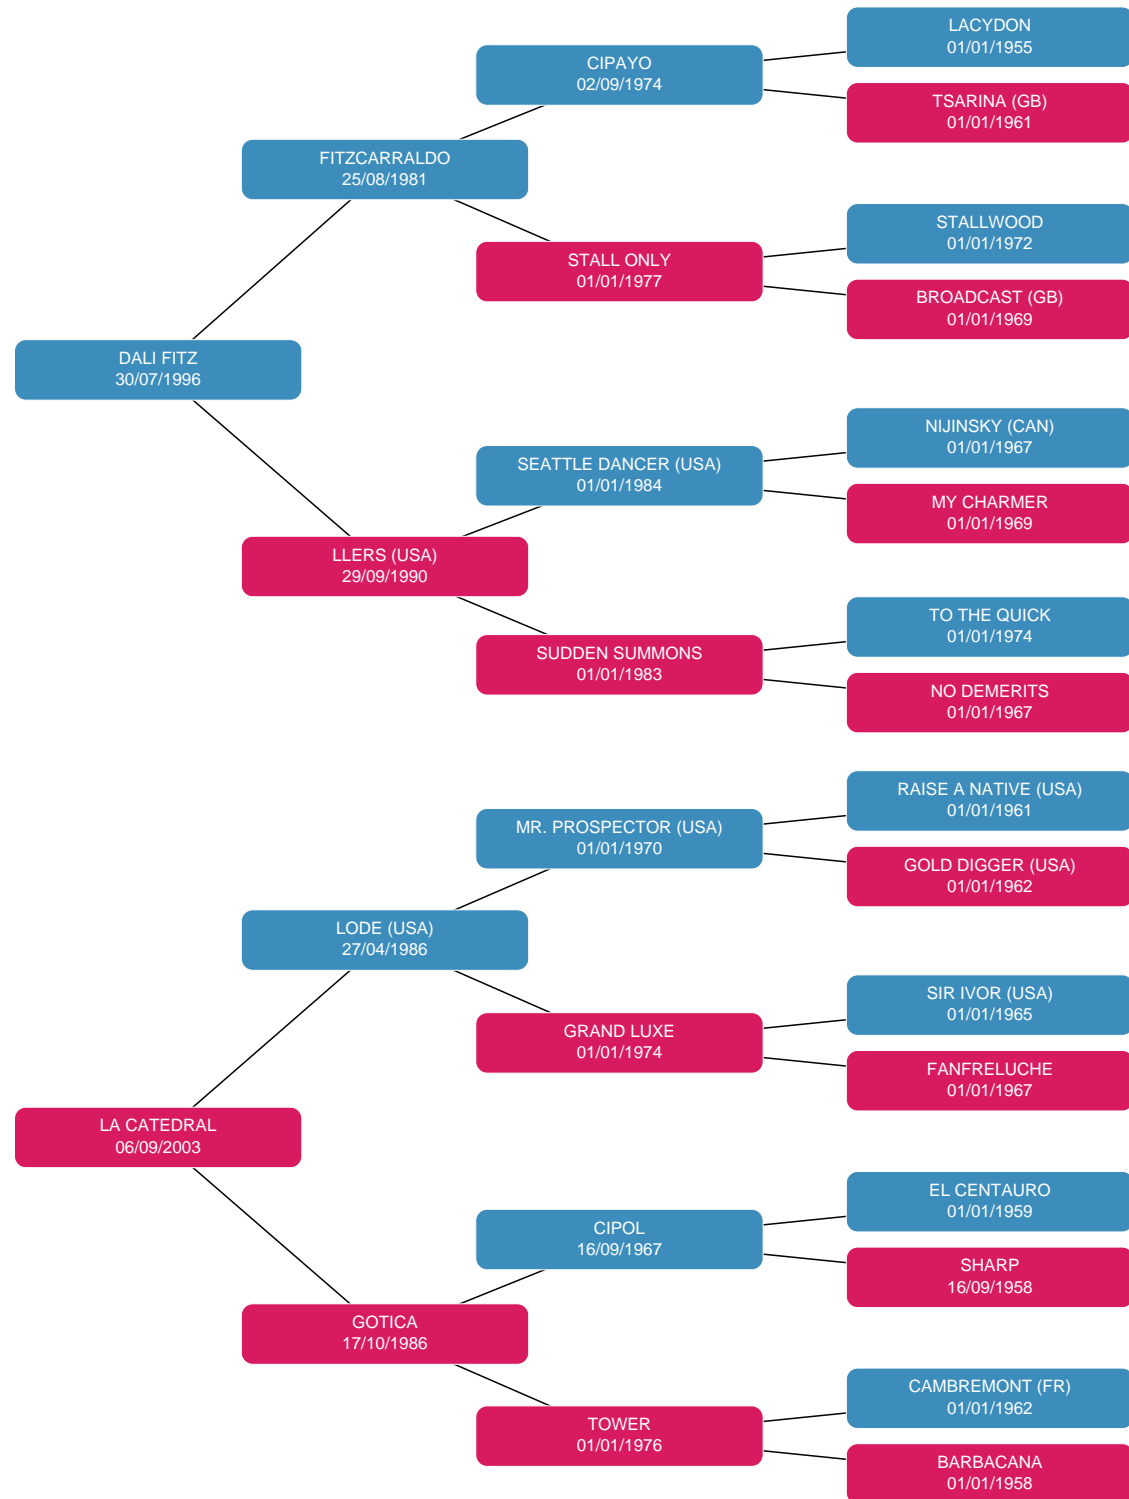 LACYDON
01/01/1955
CIPAYO
02/09/1974
TSARINA (GB)
01/01/1961
FITZCARRALDO
25/08/1981
STALLWOOD
01/01/1972
STALL ONLY
01/01/1977
BROADCAST (GB)
01/01/1969
DALI FITZ
30/07/1996
NIJINSKY (CAN)
01/01/1967
SEATTLE DANCER (USA)
01/01/1984
MY CHARMER
01/01/1969
LLERS (USA)
29/09/1990
TO THE QUICK
01/01/1974
SUDDEN SUMMONS
01/01/1983
NO DEMERITS
01/01/1967
RAISE A NATIVE (USA)
01/01/1961
MR. PROSPECTOR (USA)
01/01/1970
GOLD DIGGER (USA)
01/01/1962
LODE (USA)
27/04/1986
SIR IVOR (USA)
01/01/1965
GRAND LUXE
01/01/1974
FANFRELUCHE
01/01/1967
LA CATEDRAL
06/09/2003
EL CENTAURO
01/01/1959
CIPOL
16/09/1967
SHARP
16/09/1958
GOTICA
17/10/1986
CAMBREMONT (FR)
01/01/1962
TOWER
01/01/1976
BARBACANA
01/01/1958